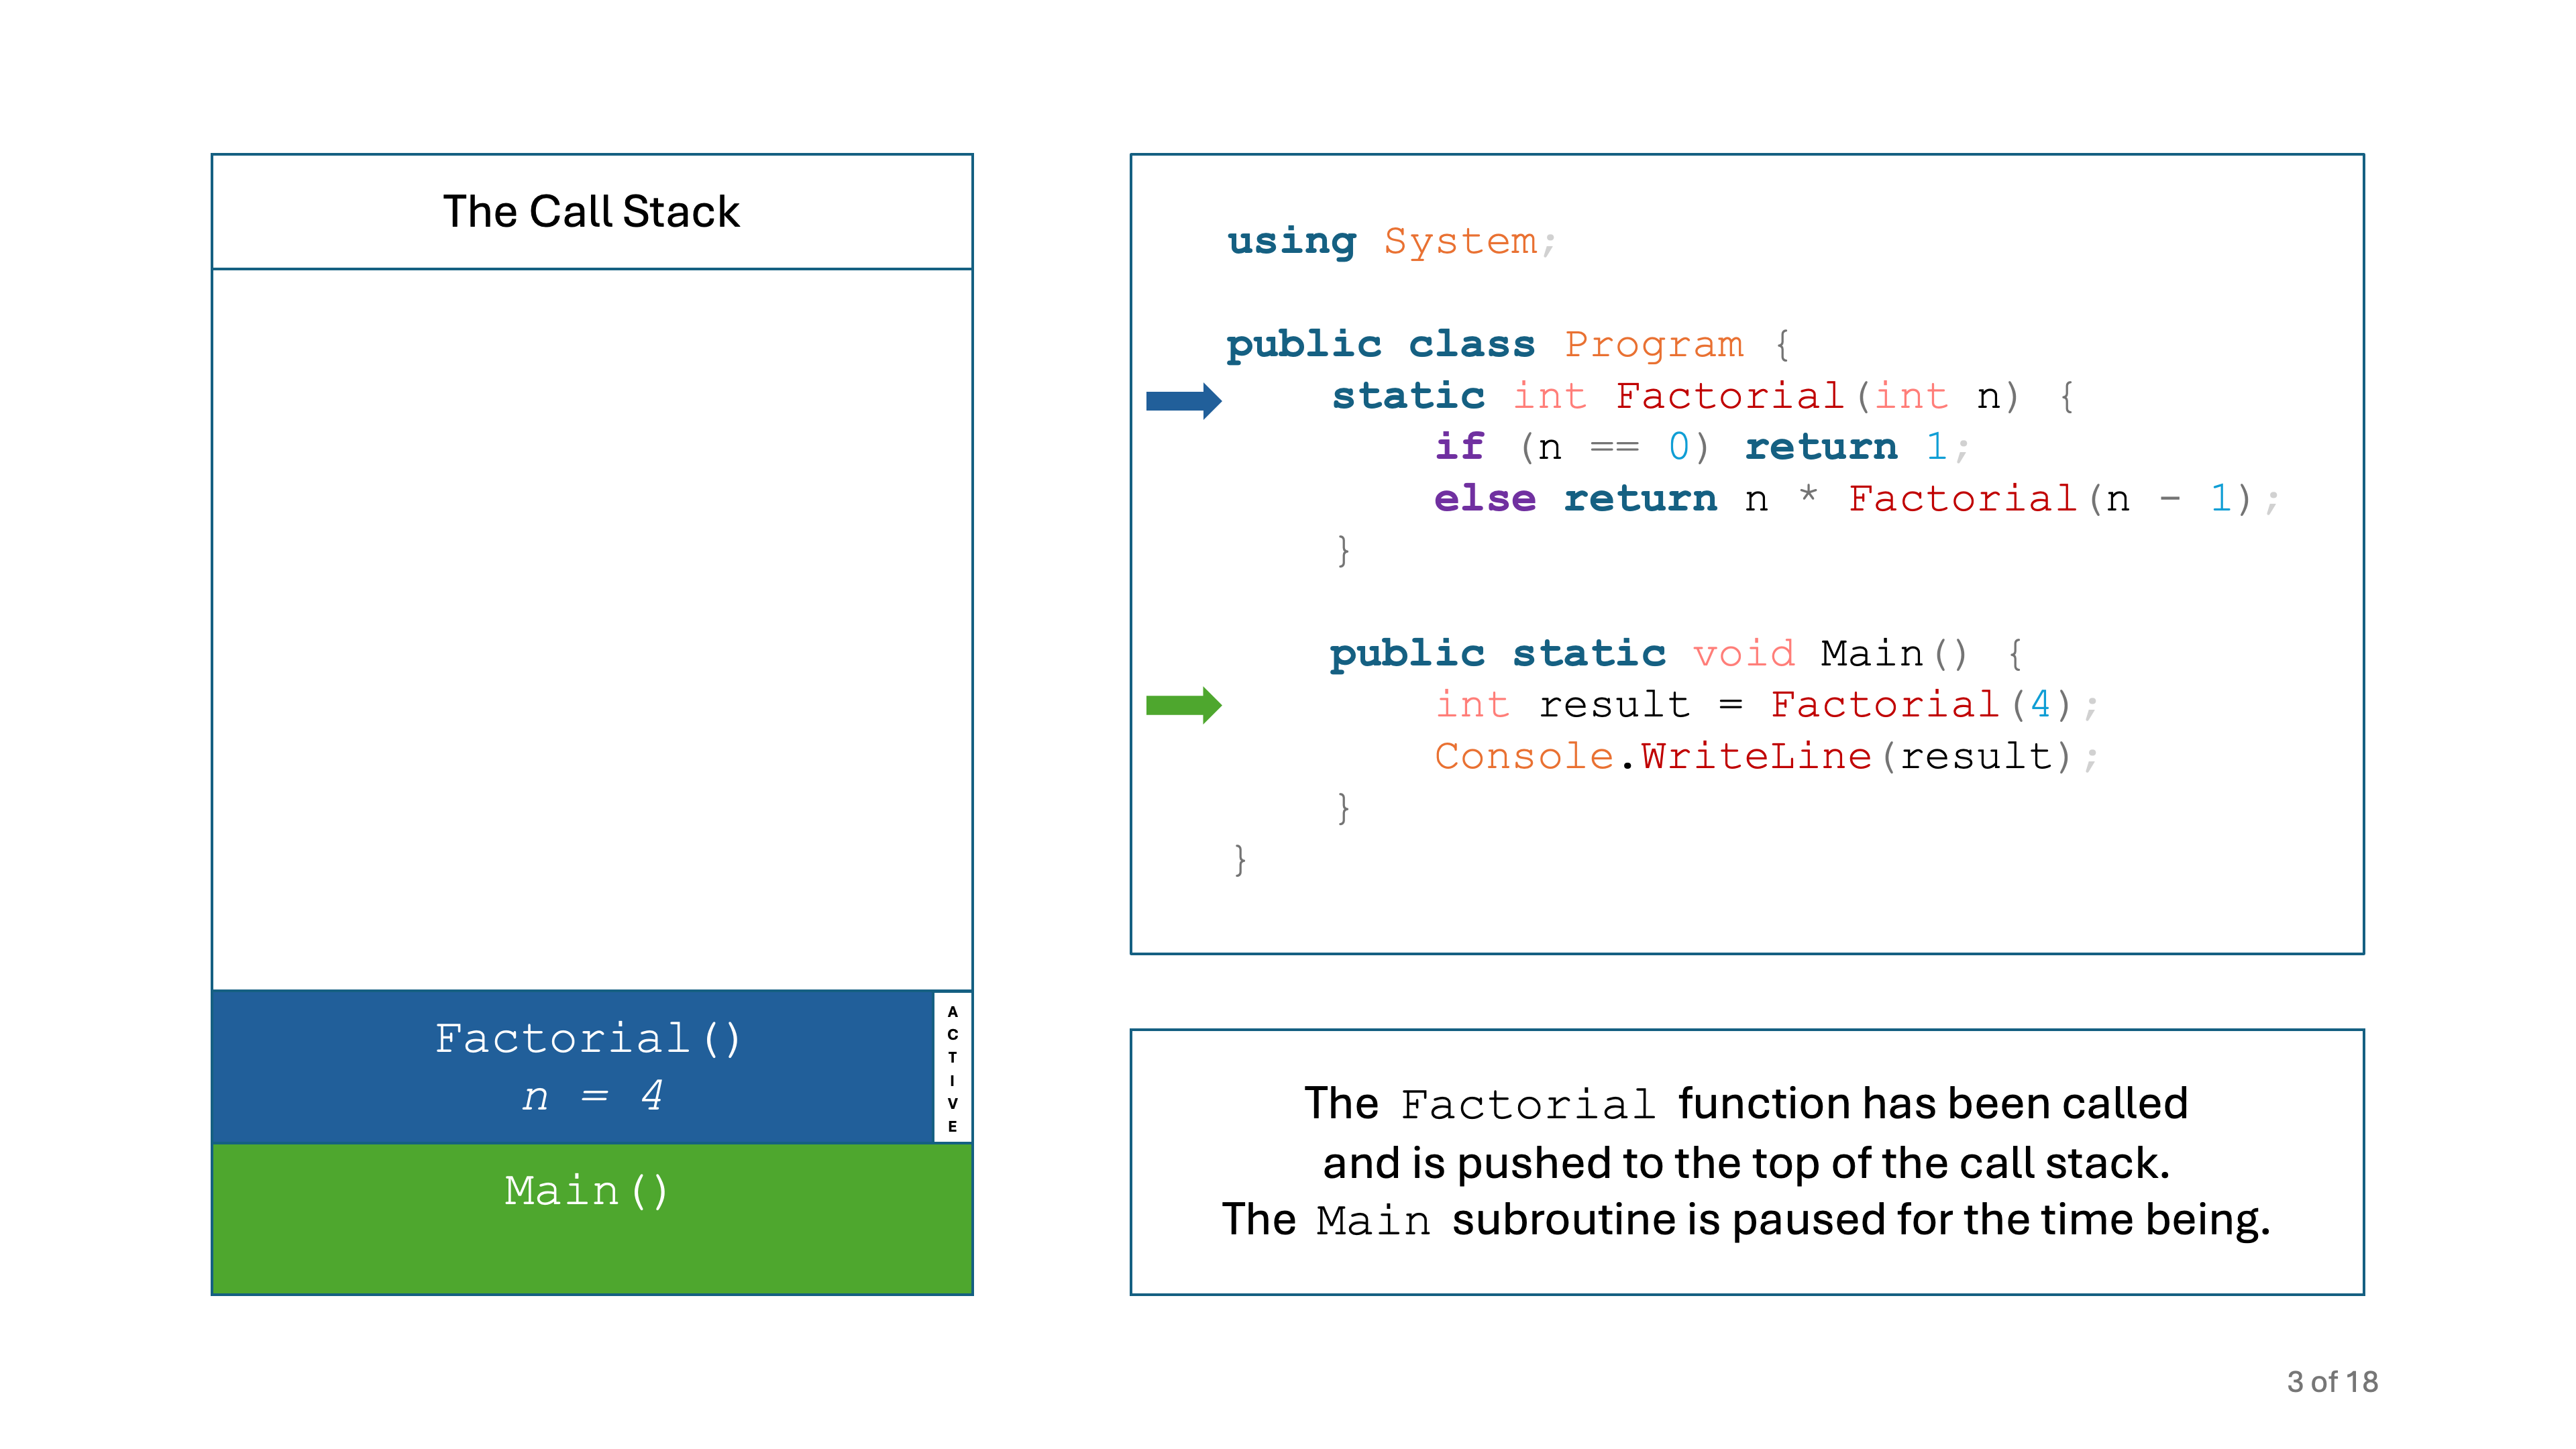 The Call Stack
Factorial()
n = 4
ACTIVE
Main()
using System;
public class Program {
static int Factorial(int n) {
if (n == 0) return 1;
else return n * Factorial(n - 1);
}
public static void Main() {
int result = Factorial(4);
Console.WriteLine(result);
}
}
The Factorial function has been called
and is pushed to the top of the call stack.
The Main subroutine is paused for the time being.
3 of 18